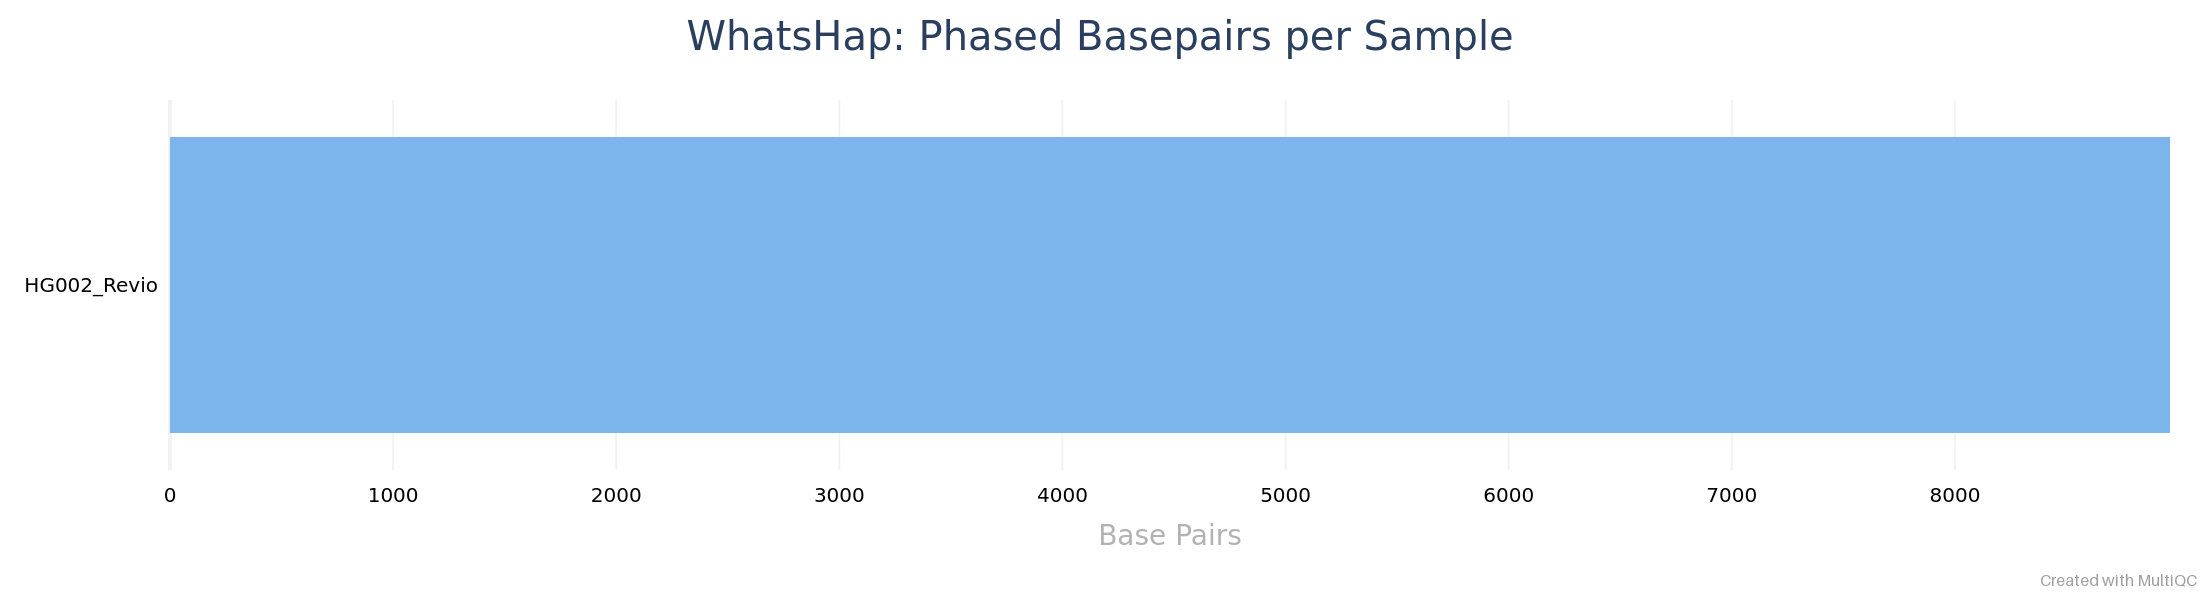 WhatsHap: Phased Basepairs per Sample
HG002_Revio
0 1000 2000 3000 4000 5000 6000 7000 8000
Base Pairs
Created with MultiQC